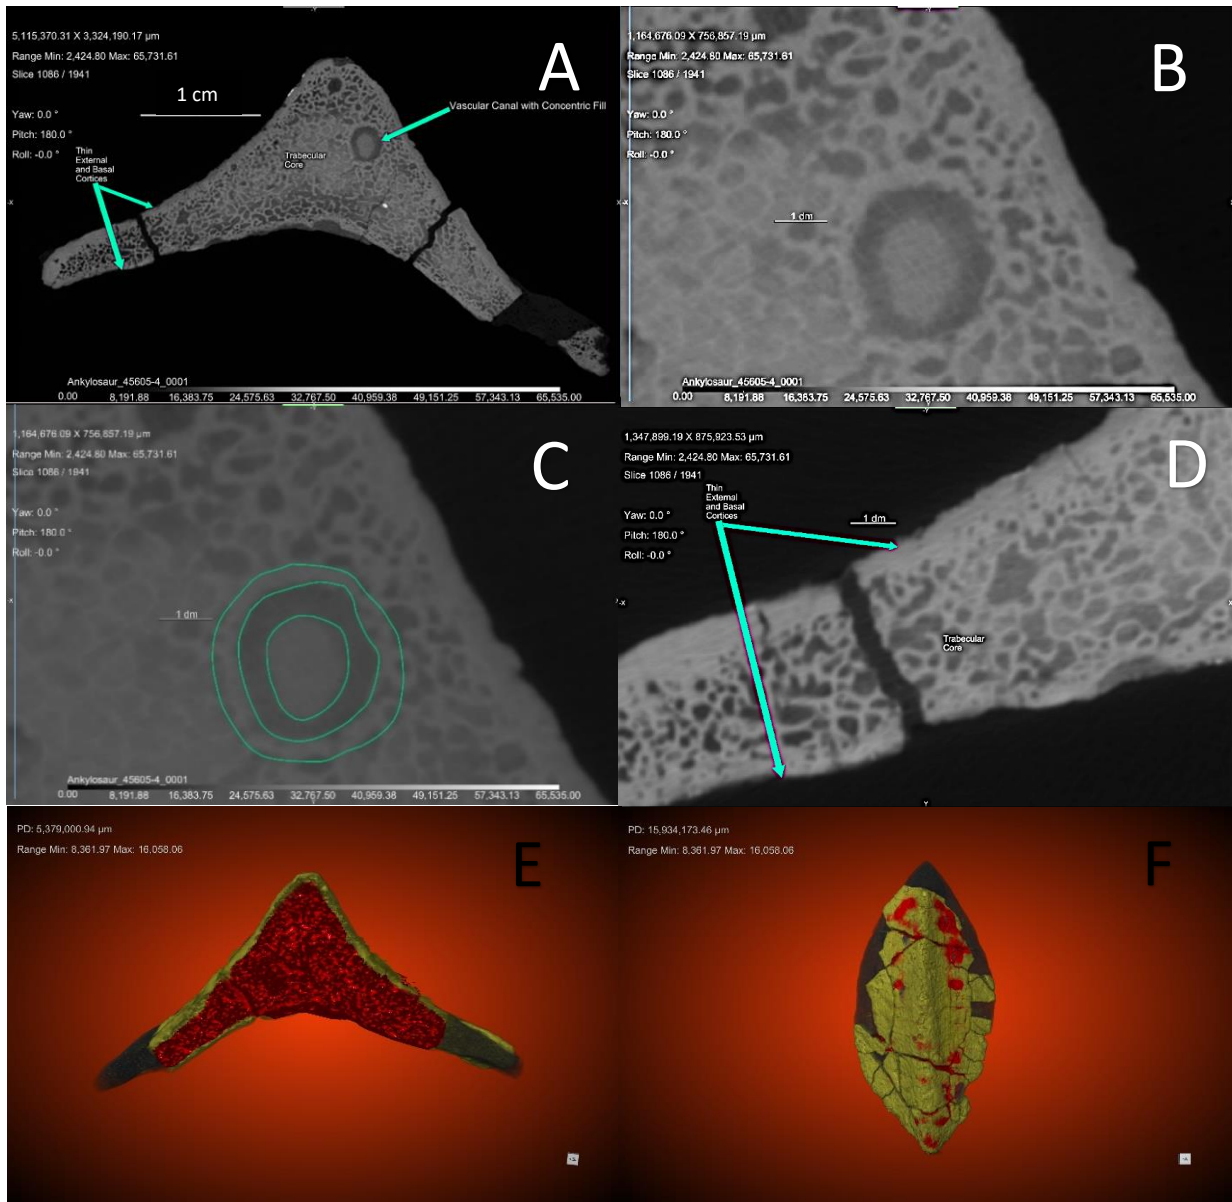 5,115,370.31 X 3,324,190.17 µm
Range Min: 2,424.80 Max: 65,731.61
Slice 1086 / 1941
A
1 cm
Vascular Canal with Concentric Fill
Yaw: 0.0 °
Pitch: 180.0 °
Roll: -0.0 °
Thin
External
and Basal
Cortices
Trabecular
Core
Ankylosaur_45605-4_0001
0.00 8,191.88 16,383.75 24,575.63 32,767.50 40,959.38 49,151.25 57,343.13 65,535.00
1,164,676.09 X 756,857.19 µm
Range Min: 2,424.80 Max: 65,731.61
Slice 1086 / 1941
B
Yaw: 0.0 °
Pitch: 180.0 °
Roll: -0.0 °
1 dm
Ankylosaur_45605-4_0001
0.00 8,191.88 16,383.75 24,575.63 32,767.50 40,959.38 49,151.25 57,343.13 65,535.00
1,164,676.09 X 756,857.19 µm
Range Min: 2,424.80 Max: 65,731.61
Slice 1086 / 1941
C
Yaw: 0.0 °
Pitch: 180.0 °
Roll: -0.0 °
1 dm
Ankylosaur_45605-4_0001
0.00 8,191.88 16,383.75 24,575.63 32,767.50 40,959.38 49,151.25 57,343.13 65,535.00
1,347,899.19 X 875,923.53 µm
Range Min: 2,424.80 Max: 65,731.61
Slice 1086 / 1941
D
Thin
External
and Basal
Cortices
1 dm
Yaw: 0.0 °
Pitch: 180.0 °
Roll: -0.0 °
Trabecular
Core
PD: 5,379,000.94 µm
Range Min: 8,361.97 Max: 16,058.06
E
PD: 15,934,173.46 µm
Range Min: 8,361.97 Max: 16,058.06
F